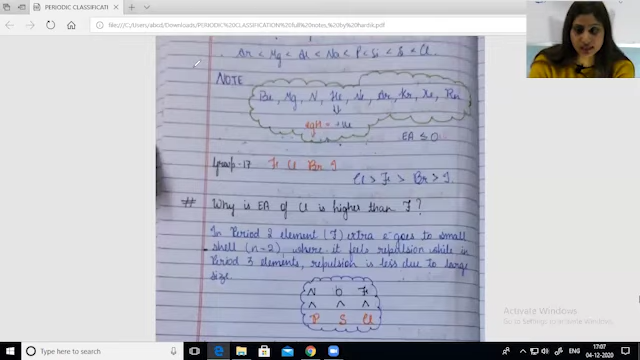 PERIODIC CLASSIFICATI
file:///C:/Users/abcd/Downloads/PERIODIC%20CLASSIFICATION%20full%20notes_%20by%20hardik.pdf
Ar < Mg < Al < Na < P < Si < S < Cl.
NOTE
Be, Mg, N, He, Ne, Ar, Kr, Xe, Rn
= +ve
EA ≤ 0
Group-17 F Cl Br I
Cl > F > Br > I.
# Why is EA of Cl is higher than F?
In Period 2 element (F) extra e⁻ goes to small
shell (n=2), where it feels repulsion while in
Period 3 elements, repulsion is less due to large
size
N O F
^ ^ ^
P S Cl
Activate Windows
Go to Settings to activate Windows.
Type here to search
17:07
04-12-2020